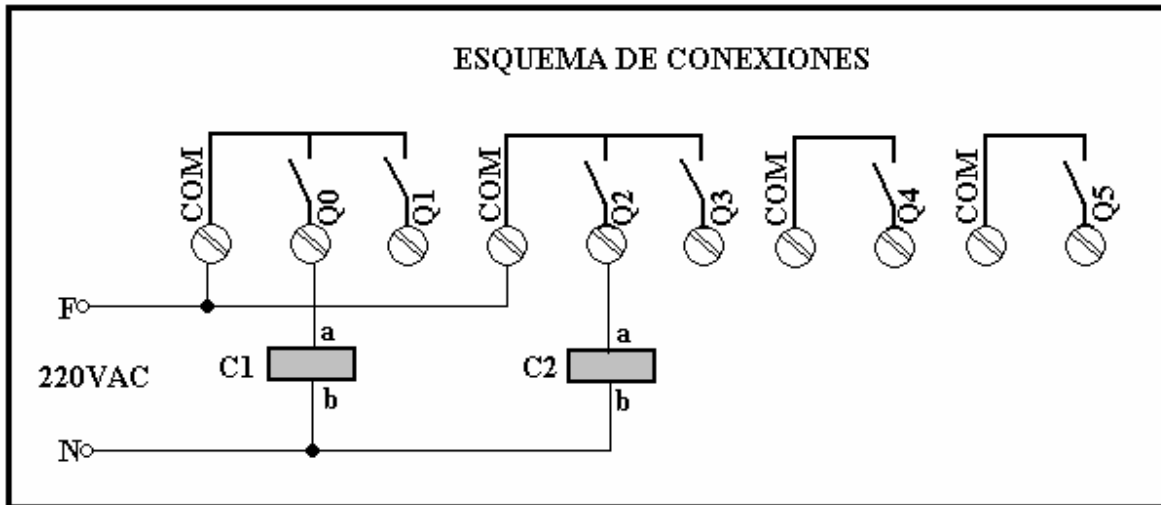 ESQUEMA DE CONEXIONES
COM Q0 Q1 COM Q2 Q3 COM Q4 COM Q5
F
a a
C1 C2
220VAC
b b
N